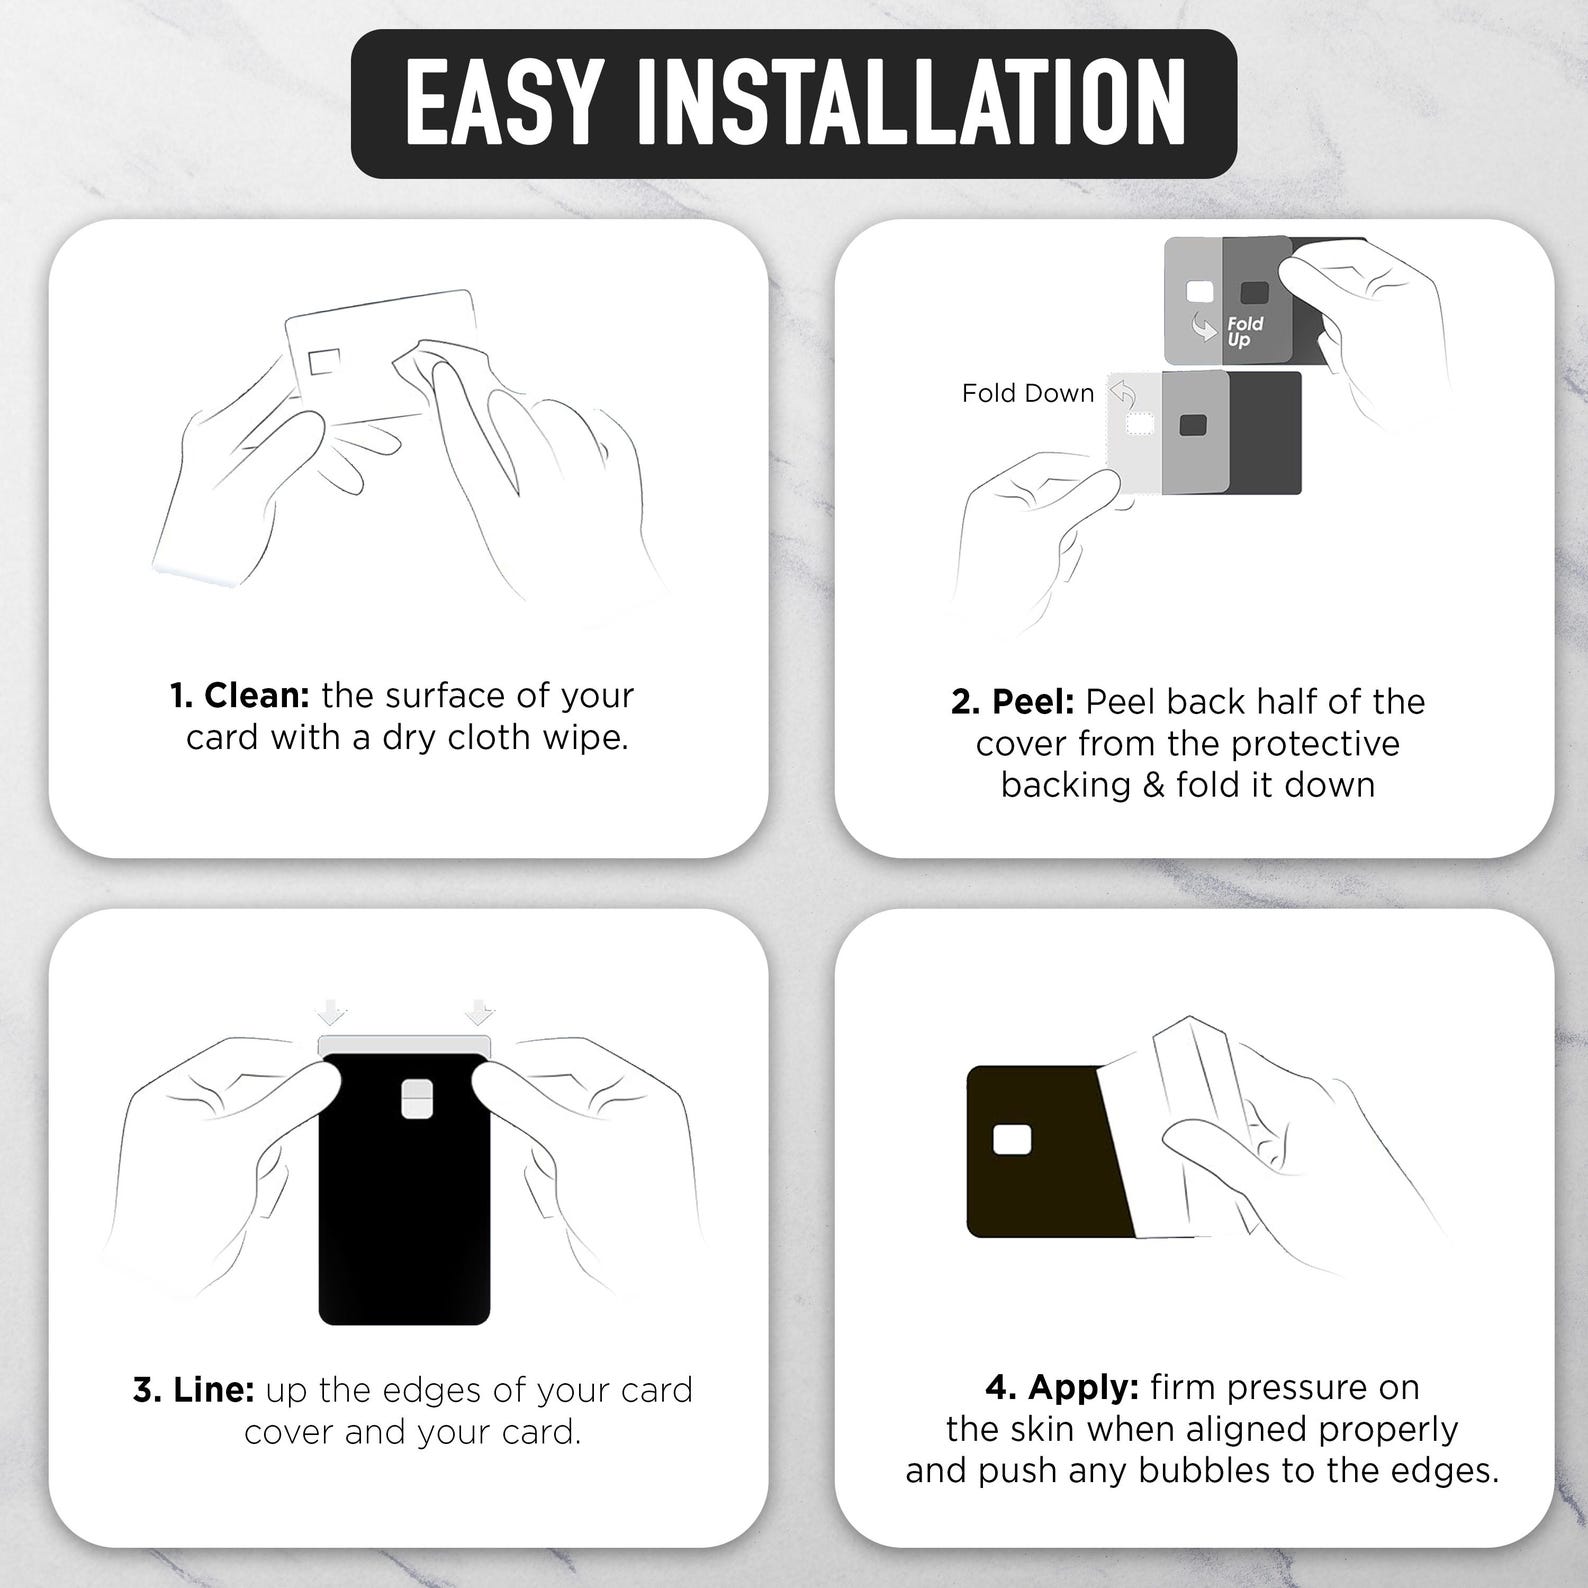 EASY INSTALLATION
1. Clean: the surface of your
card with a dry cloth wipe.
Fold
Up
Fold Down
2. Peel: Peel back half of the
cover from the protective
backing & fold it down
3. Line: up the edges of your card
cover and your card.
4. Apply: firm pressure on
the skin when aligned properly
and push any bubbles to the edges.